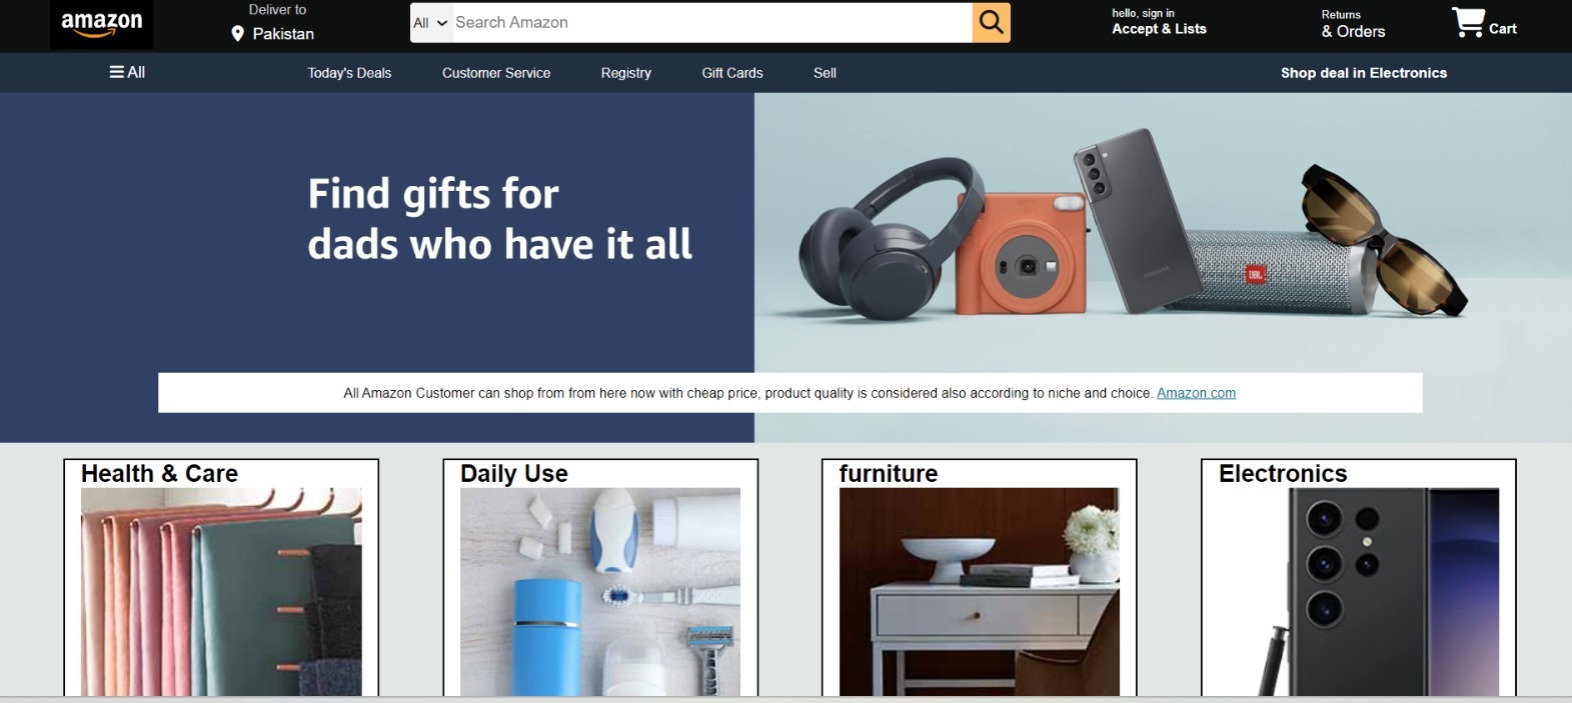 amazon
Deliver to
Pakistan
All
Search Amazon
hello, sign in
Accept & Lists
Returns
& Orders
Cart
All
Today's Deals
Customer Service
Registry
Gift Cards
Sell
Shop deal in Electronics
Find gifts for
dads who have it all
SAMSUNG
JBL
All Amazon Customer can shop from from here now with cheap price, product quality is considered also according to niche and choice. Amazon.com
Health & Care
Daily Use
furniture
Electronics